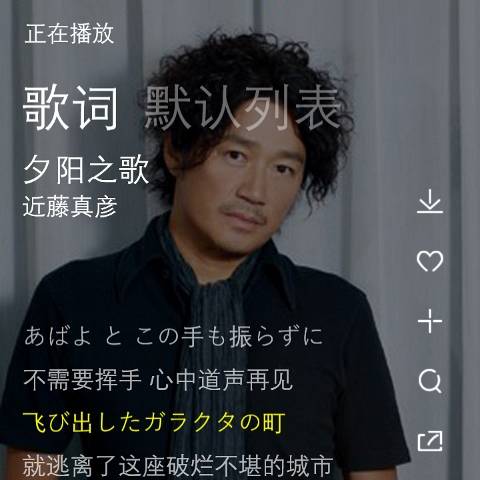 正在播放
歌词 默认列表
夕阳之歌
近藤真彦
あばよ と この手も振らずに
不需要挥手 心中道声再见
飞び出したガラクタの町
就逃离了这座破烂不堪的城市